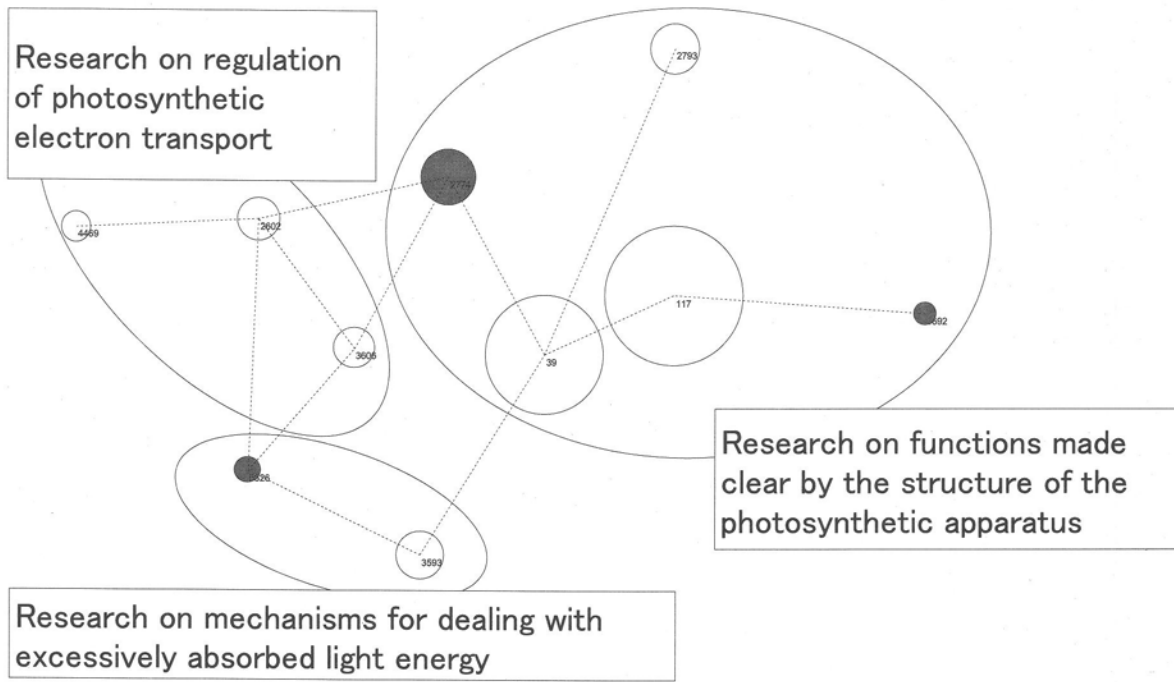 Research on regulation
of photosynthetic
electron transport
2793
4469
2602
3606
39
117
Research on functions made
clear by the structure of the
photosynthetic apparatus
3593
Research on mechanisms for dealing with
excessively absorbed light energy